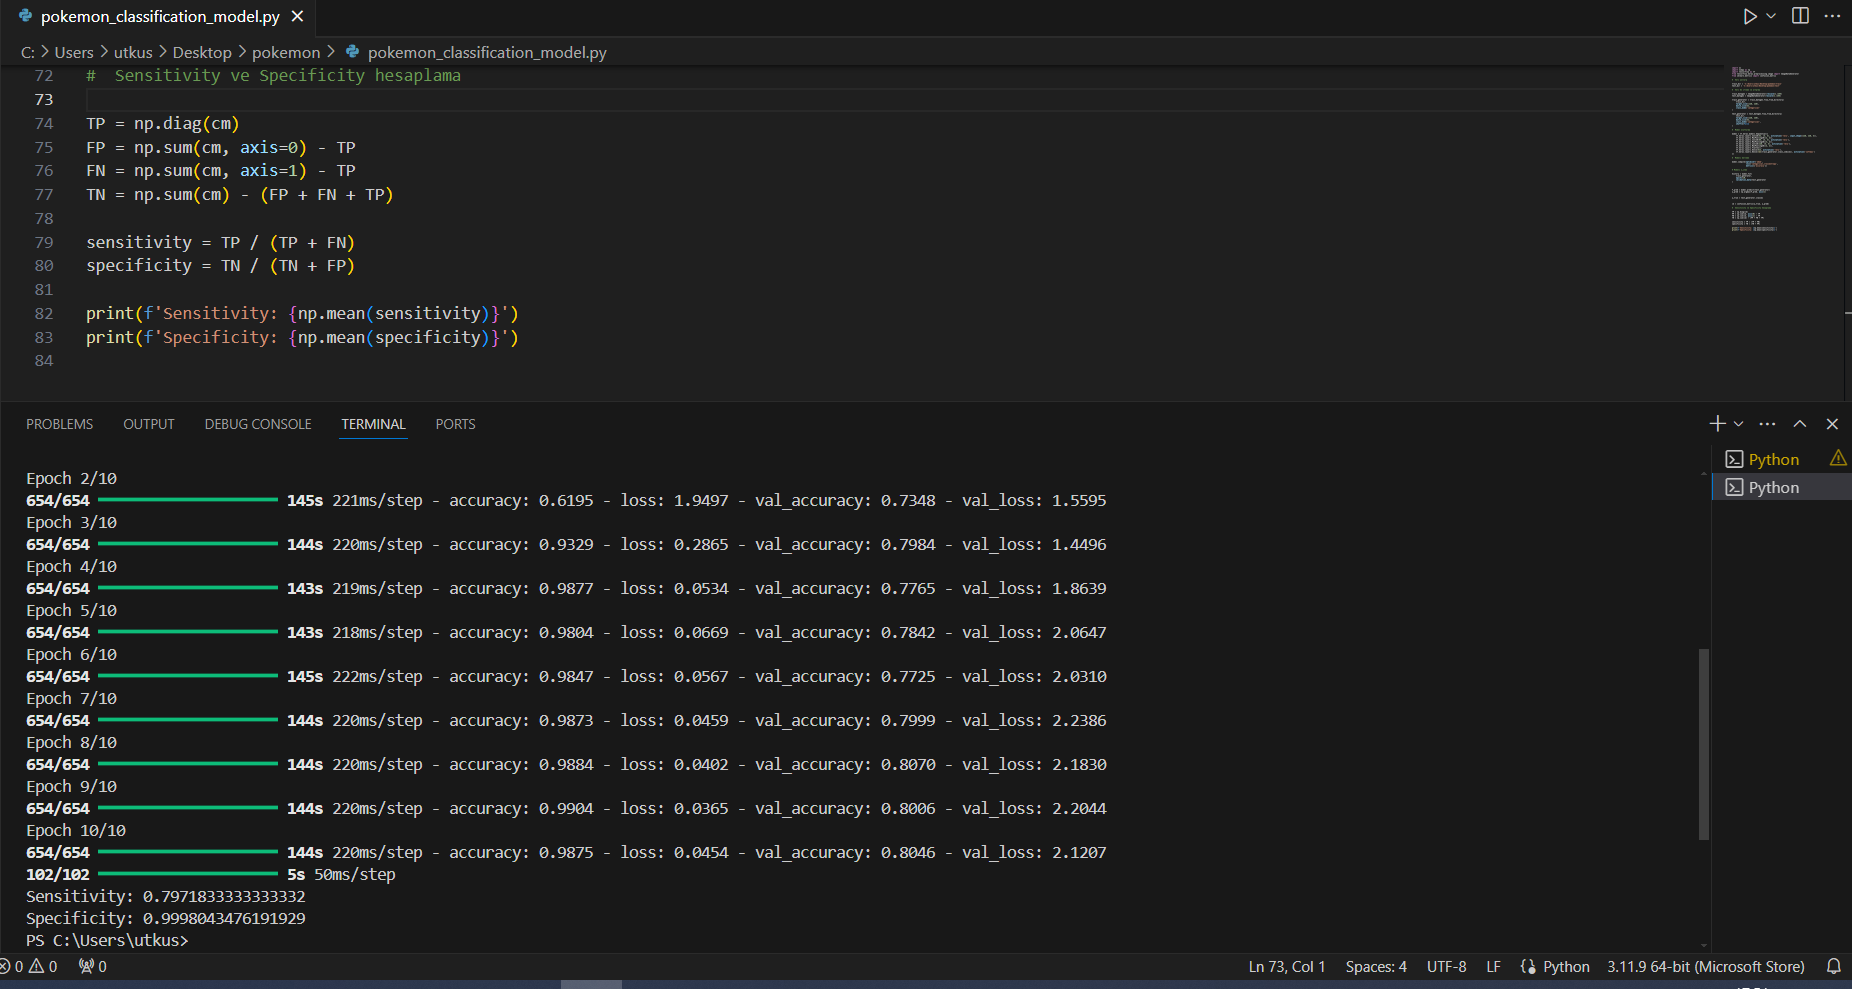 pokemon_classification_model.py
C: > Users > utkus > Desktop > pokemon > pokemon_classification_model.py
72 #  Sensitivity ve Specificity hesaplama
73
74 TP = np.diag(cm)
75 FP = np.sum(cm, axis=0) - TP
76 FN = np.sum(cm, axis=1) - TP
77 TN = np.sum(cm) - (FP + FN + TP)
78
79 sensitivity = TP / (TP + FN)
80 specificity = TN / (TN + FP)
81
82 print(f'Sensitivity: {np.mean(sensitivity)}')
83 print(f'Specificity: {np.mean(specificity)}')
84
PROBLEMS OUTPUT DEBUG CONSOLE TERMINAL PORTS
Python
Python
Epoch 2/10
654/654 145s 221ms/step - accuracy: 0.6195 - loss: 1.9497 - val_accuracy: 0.7348 - val_loss: 1.5595
Epoch 3/10
654/654 144s 220ms/step - accuracy: 0.9329 - loss: 0.2865 - val_accuracy: 0.7984 - val_loss: 1.4496
Epoch 4/10
654/654 143s 219ms/step - accuracy: 0.9877 - loss: 0.0534 - val_accuracy: 0.7765 - val_loss: 1.8639
Epoch 5/10
654/654 143s 218ms/step - accuracy: 0.9804 - loss: 0.0669 - val_accuracy: 0.7842 - val_loss: 2.0647
Epoch 6/10
654/654 145s 222ms/step - accuracy: 0.9847 - loss: 0.0567 - val_accuracy: 0.7725 - val_loss: 2.0310
Epoch 7/10
654/654 144s 220ms/step - accuracy: 0.9873 - loss: 0.0459 - val_accuracy: 0.7999 - val_loss: 2.2386
Epoch 8/10
654/654 144s 220ms/step - accuracy: 0.9884 - loss: 0.0402 - val_accuracy: 0.8070 - val_loss: 2.1830
Epoch 9/10
654/654 144s 220ms/step - accuracy: 0.9904 - loss: 0.0365 - val_accuracy: 0.8006 - val_loss: 2.2044
Epoch 10/10
654/654 144s 220ms/step - accuracy: 0.9875 - loss: 0.0454 - val_accuracy: 0.8046 - val_loss: 2.1207
102/102 5s 50ms/step
Sensitivity: 0.7971833333333332
Specificity: 0.9998043476191929
PS C:\Users\utkus>
0 0 0 Ln 73, Col 1 Spaces: 4 UTF-8 LF Python 3.11.9 64-bit (Microsoft Store)